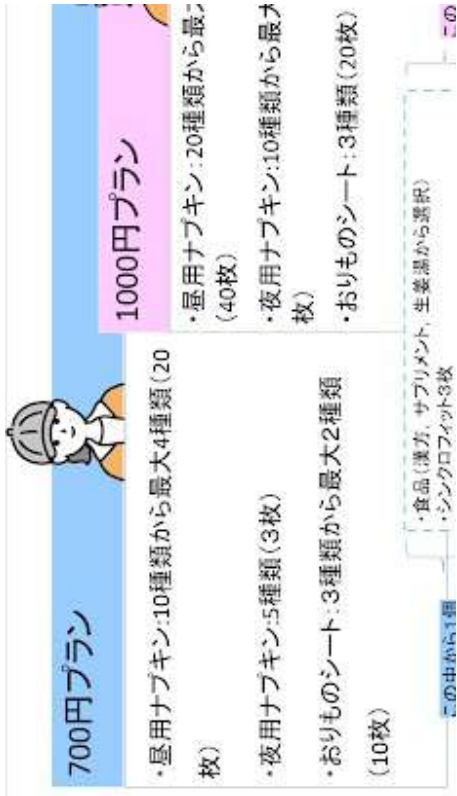 700円プラン
・昼用ナプキン:10種類から最大4種類(20
枚)
・夜用ナプキン:5種類(3枚)
・おりものシート:3種類から最大2種類
(10枚)
1000円プラン
・昼用ナプキン:20種類から最大
(40枚)
・夜用ナプキン:10種類から最大
枚)
・おりものシート:3種類(20枚)
・食品(漢方、サプリメント、生姜湯から選択)
・シンクロフィット3枚
この中から1個
この